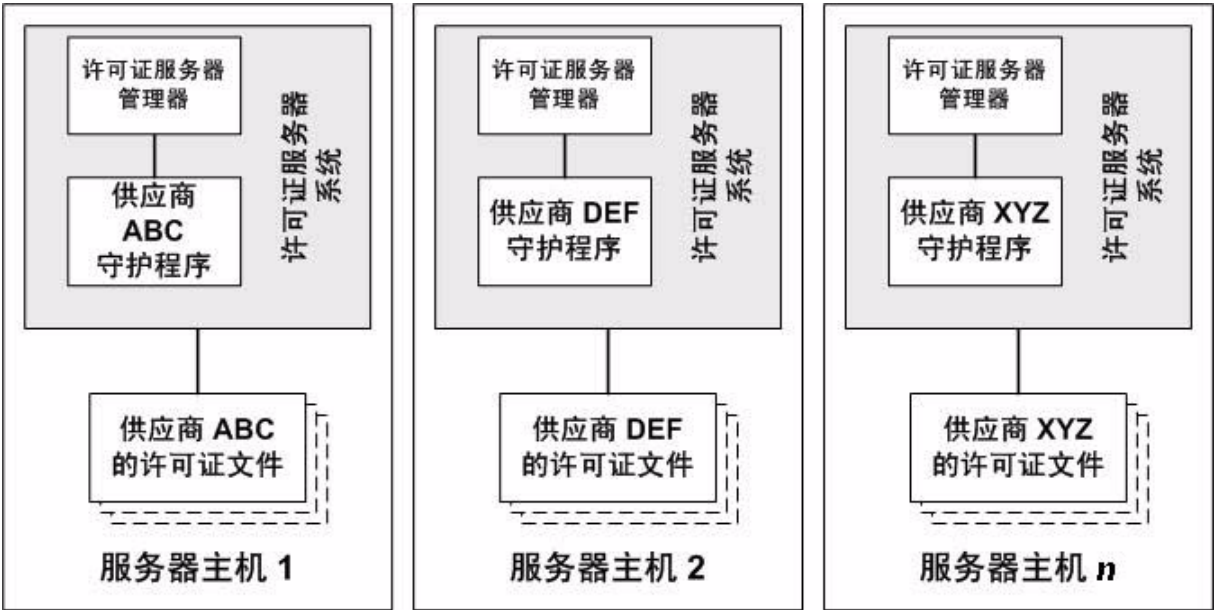 许可证服务器
管理器
供应商
ABC
守护程序
许可证服务器
系统
供应商 ABC
的许可证文件
服务器主机 1
许可证服务器
管理器
供应商 DEF
守护程序
许可证服务器
系统
供应商 DEF
的许可证文件
服务器主机 2
许可证服务器
管理器
供应商 XYZ
守护程序
许可证服务器
系统
供应商 XYZ
的许可证文件
服务器主机 n